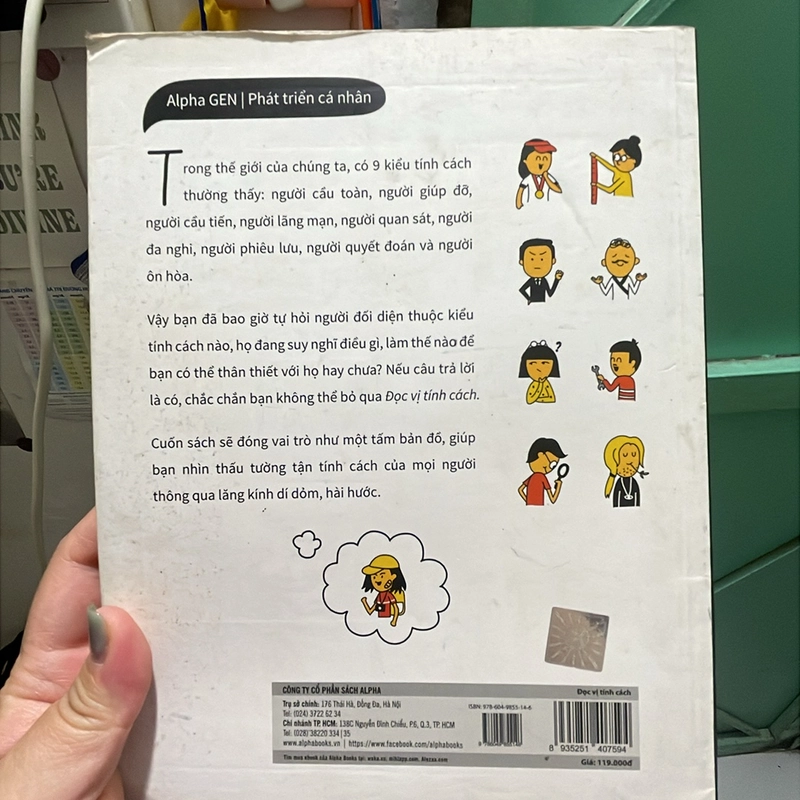 Alpha GEN | Phát triển cá nhân
Trong thế giới của chúng ta, có 9 kiểu tính cách
thường thấy: người cầu toàn, người giúp đỡ,
người cầu tiến, người lãng mạn, người quan sát, người
đa nghi, người phiêu lưu, người quyết đoán và người
ôn hòa.
Vậy bạn đã bao giờ tự hỏi người đối diện thuộc kiểu
tính cách nào, họ đang suy nghĩ điều gì, làm thế nào để
bạn có thể thân thiết với họ hay chưa? Nếu câu trả lời
là có, chắc chắn bạn không thể bỏ qua Đọc vị tính cách.
Cuốn sách sẽ đóng vai trò như một tấm bản đồ, giúp
bạn nhìn thấu tường tận tính cách của mọi người
thông qua lăng kính dí dỏm, hài hước.
?
CÔNG TY CỔ PHẦN SÁCH ALPHA
Đọc vị tính cách
Trụ sở chính: 176 Thái Hà, Đống Đa, Hà Nội
Tel: (024) 3722 62 34
Chi nhánh TP. HCM: 138C Nguyễn Đình Chiểu, P.6, Q.3, TP. HCM
Tel: (028) 38220 334 | 35
www.alphabooks.vn | https://www.facebook.com/alphabooks
ISBN: 978-604-9855-14-6
8 935251 407594
Giá: 119.000đ